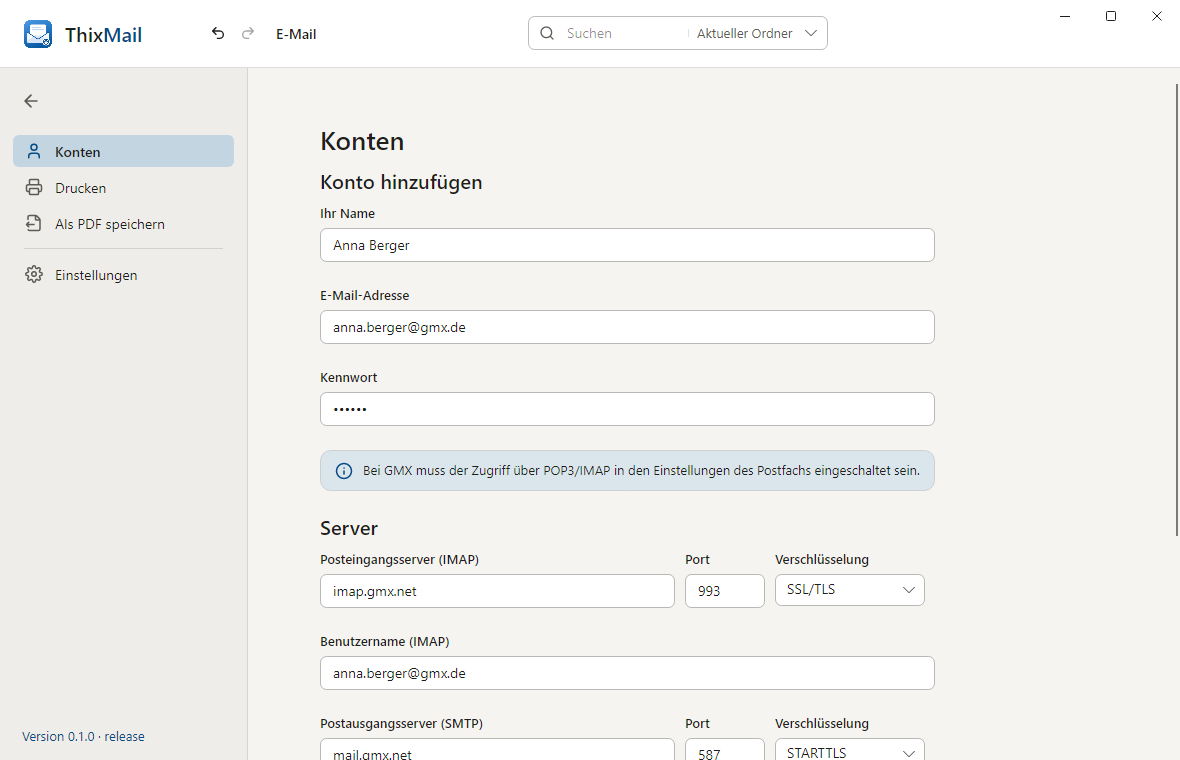 ThixMail
E-Mail
Suchen
Aktueller Ordner
Konten
Drucken
Als PDF speichern
Einstellungen
Version 0.1.0 · release
Konten
Konto hinzufügen
Ihr Name
Anna Berger
E-Mail-Adresse
anna.berger@gmx.de
Kennwort
••••••
Bei GMX muss der Zugriff über POP3/IMAP in den Einstellungen des Postfachs eingeschaltet sein.
Server
Posteingangsserver (IMAP) Port Verschlüsselung
imap.gmx.net 993 SSL/TLS
Benutzername (IMAP)
anna.berger@gmx.de
Postausgangsserver (SMTP) Port Verschlüsselung
mail.gmx.net 587 STARTTLS